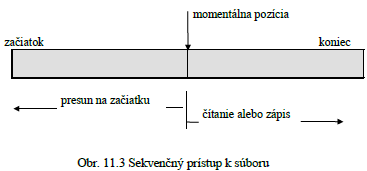 momentálna pozícia
začiatok
koniec
presun na začiatku
čítanie alebo zápis
Obr. 11.3 Sekvenčný prístup k súboru